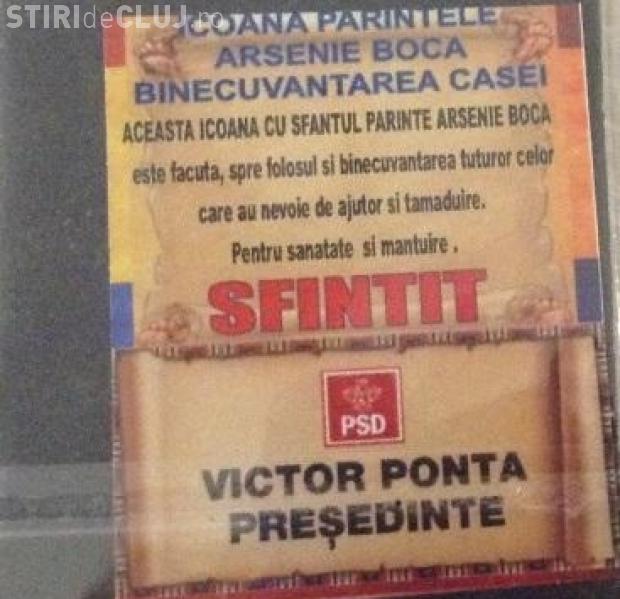 STIRIdeCLUJ.ro
ICOANA PARINTELE
ARSENIE BOCA
BINECUVANTAREA CASEI
ACEASTA ICOANA CU SFANTUL PARINTE ARSENIE BOCA
este facuta, spre folosul si binecuvantarea tuturor celor
care au nevoie de ajutor si tamaduire.
Pentru sanatate si mantuire .
SFINTIT
PSD
VICTOR PONTA
PREȘEDINTE